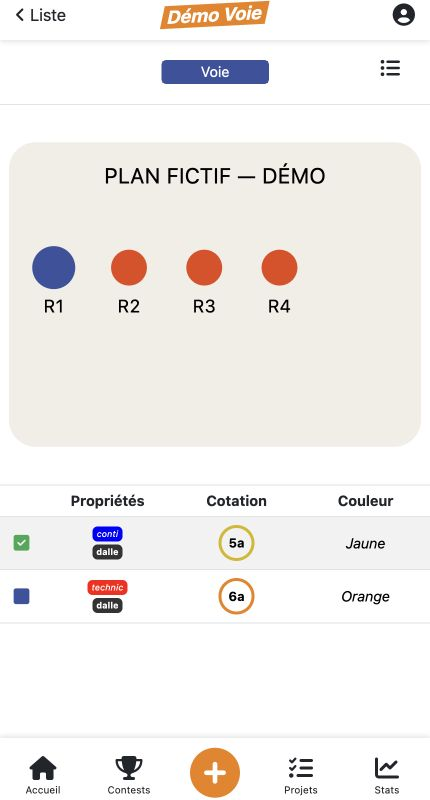 Liste
Démo Voie
Voie
PLAN FICTIF — DÉMO
R1 R2 R3 R4
Propriétés Cotation Couleur
conti
dalle
5a
Jaune
technic
dalle
6a
Orange
Accueil Contests Projets Stats